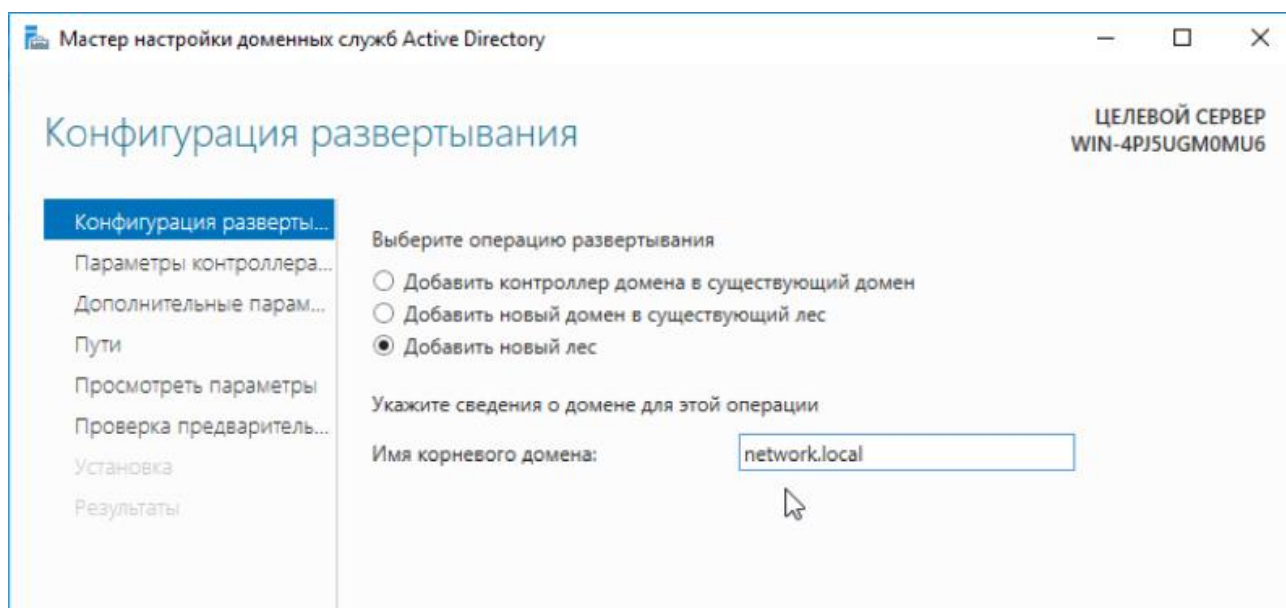 Мастер настройки доменных служб Active Directory
Конфигурация развертывания
ЦЕЛЕВОЙ СЕРВЕР
WIN-4PJ5UGM0MU6
Конфигурация разверты...
Параметры контроллера...
Дополнительные парам...
Пути
Просмотреть параметры
Проверка предваритель...
Установка
Результаты
Выберите операцию развертывания
Добавить контроллер домена в существующий домен
Добавить новый домен в существующий лес
Добавить новый лес
Укажите сведения о домене для этой операции
Имя корневого домена: network.local